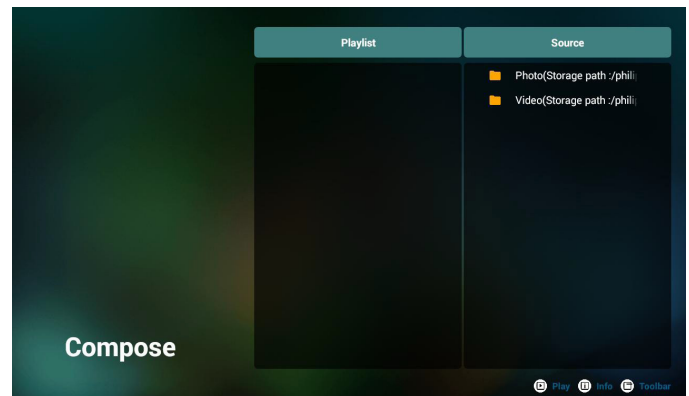 Playlist
Source
Photo(Storage path :/phili
Video(Storage path :/phili
Compose
Play Info Toolbar